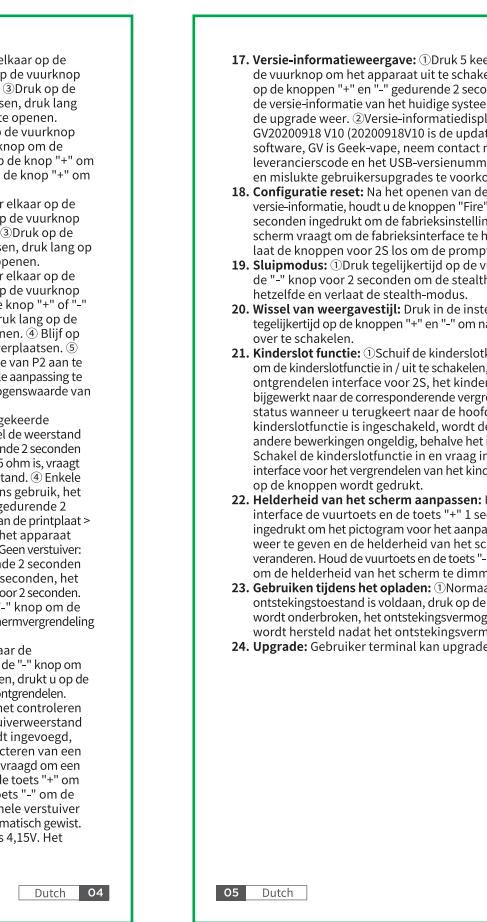 elkaar op de
p de vuurknop
③Druk op de
sen, druk lang
te openen.
de vuurknop
knop om de
de knop "+" om
de knop "+" om
elkaar op de
p de vuurknop
③Druk op de
sen, druk lang op
openen.
elkaar op de
p de vuurknop
knop "+" of "-"
ruk lang op de
nen. ④ Blijf op
erplaatsen. ⑤
e van P2 aan te
le aanpassing te
ogenswaarde van
gekeerde
el de weerstand
nde 2 seconden
5 ohm is, vraagt
tand. ④ Enkele
ns gebruik, het
gedurende 2
an de printplaat >
het apparaat
Geen verstuiver:
nde 2 seconden
seconden, het
oor 2 seconden.
"-" knop om de
hermvergrendeling
aar de
de "-" knop om
en, drukt u op de
ontgrendelen.
het controleren
uiverweerstand
dt ingevoegd,
cteren van een
vraagd om een
de toets "+" om
ets "-" om de
nele verstuiver
matisch gewist.
s 4,15V. Het
Dutch 04
17. Versie-informatieweergave: ①Druk 5 kee
de vuurknop om het apparaat uit te schake
op de knoppen "+" en "-" gedurende 2 seco
de versie-informatie van het huidige systee
de upgrade weer. ②Versie-informatiedispl
GV20200918 V10 (20200918V10 is de updat
software, GV is Geek-vape, neem contact m
leverancierscode en het USB-versienumm
en mislukte gebruikersupgrades te voorko
18. Configuratie reset: Na het openen van de
versie-informatie, houdt u de knoppen "Fire"
seconden ingedrukt om de fabrieksinstellin
scherm vraagt om de fabrieksinterface te h
laat de knoppen voor 2S los om de promp
19. Sluipmodus: ①Druk tegelijkertijd op de v
de "-" knop voor 2 seconden om de stealth
hetzelfde en verlaat de stealth-modus.
20. Wissel van weergavestijl: Druk in de inste
tegelijkertijd op de knoppen "+" en "-" om na
over te schakelen.
21. Kinderslot functie: ①Schuif de kinderslotk
om de kinderslotfunctie in / uit te schakelen,
ontgrendelen interface voor 2S, het kinder
bijgewerkt naar de corresponderende vergre
status wanneer u terugkeert naar de hoofd
kinderslotfunctie is ingeschakeld, wordt de
andere bewerkingen ongeldig, behalve het i
Schakel de kinderslotfunctie in en vraag in
interface voor het vergrendelen van het kind
op de knoppen wordt gedrukt.
22. Helderheid van het scherm aanpassen:
interface de vuurtoets en de toets "+" 1 se
ingedrukt om het pictogram voor het aanpa
weer te geven en de helderheid van het sc
veranderen. Houd de vuurtoets en de toets "-
om de helderheid van het scherm te dimm
23. Gebruiken tijdens het opladen: ①Normaa
ontstekingstoestand is voldaan, druk op de
wordt onderbroken, het ontstekingsvermog
wordt hersteld nadat het ontstekingsverm
24. Upgrade: Gebruiker terminal kan upgrade
05 Dutch